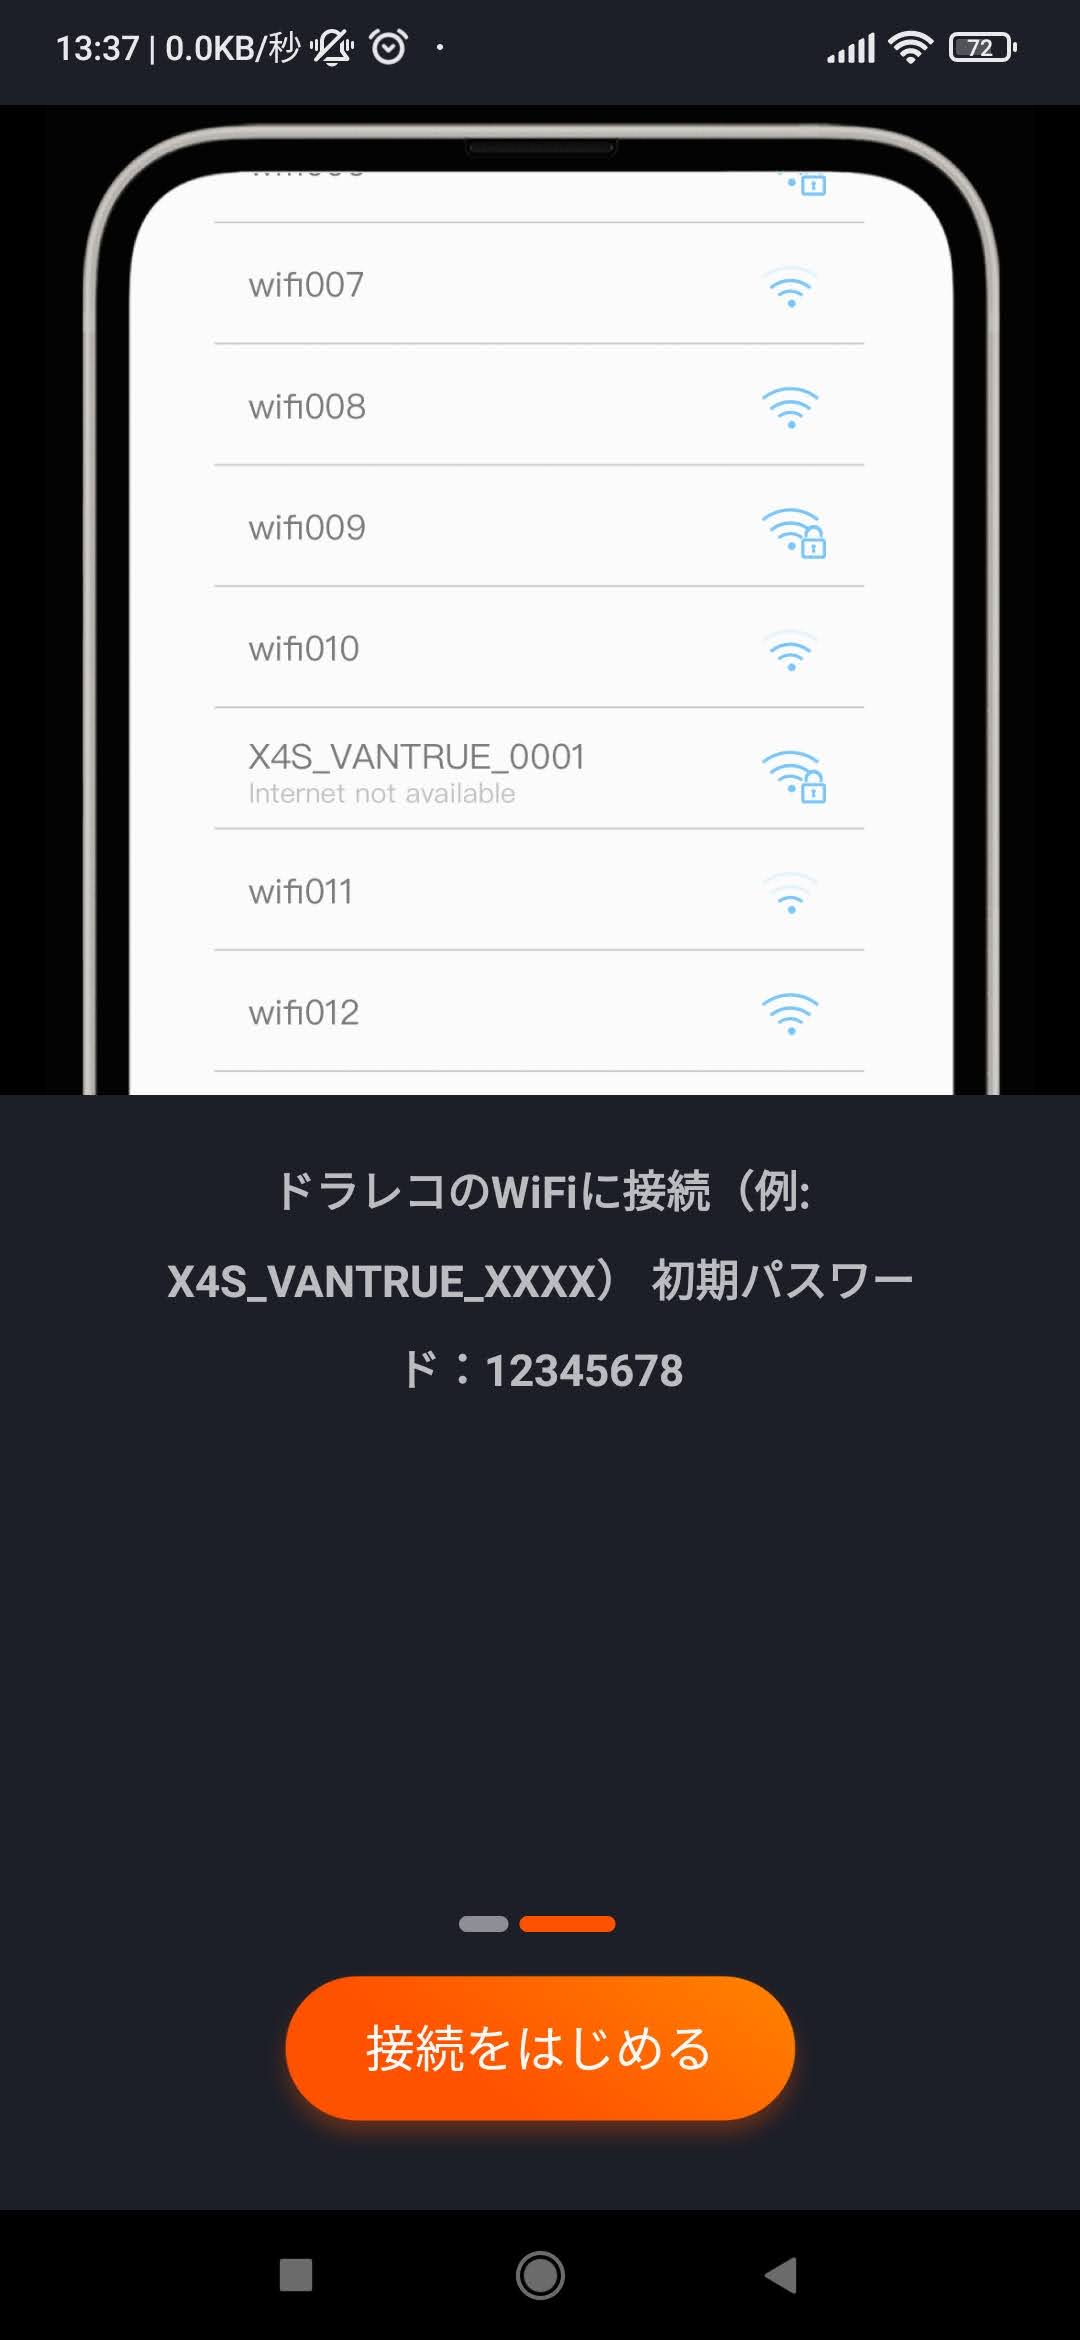 13:37 | 0.0KB/秒
72
wifi007
wifi008
wifi009
wifi010
X4S_VANTRUE_0001
Internet not available
wifi011
wifi012
ドラレコのWiFiに接続（例:
X4S_VANTRUE_XXXX） 初期パスワー
ド：12345678
接続をはじめる